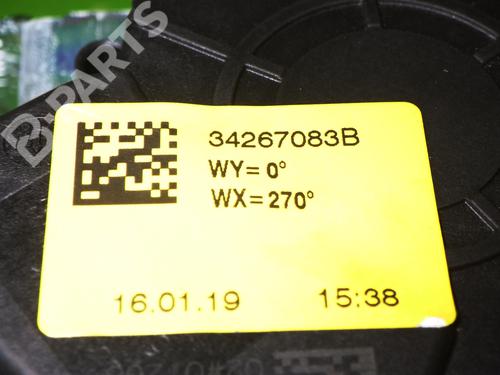 B-PARTS
34267083B
WY=0°
WX=270°
16.01.19 15:38